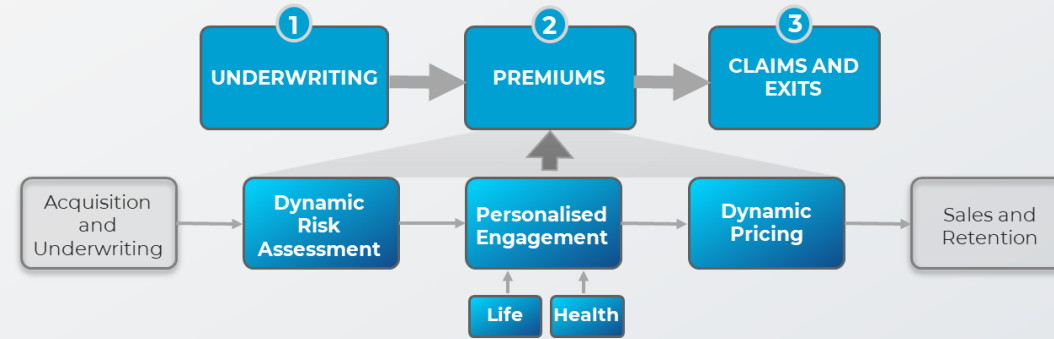 1
2
3
UNDERWRITING
PREMIUMS
CLAIMS AND
EXITS
Acquisition
and
Underwriting
Dynamic
Risk
Assessment
Personalised
Engagement
Dynamic
Pricing
Sales and
Retention
Life
Health